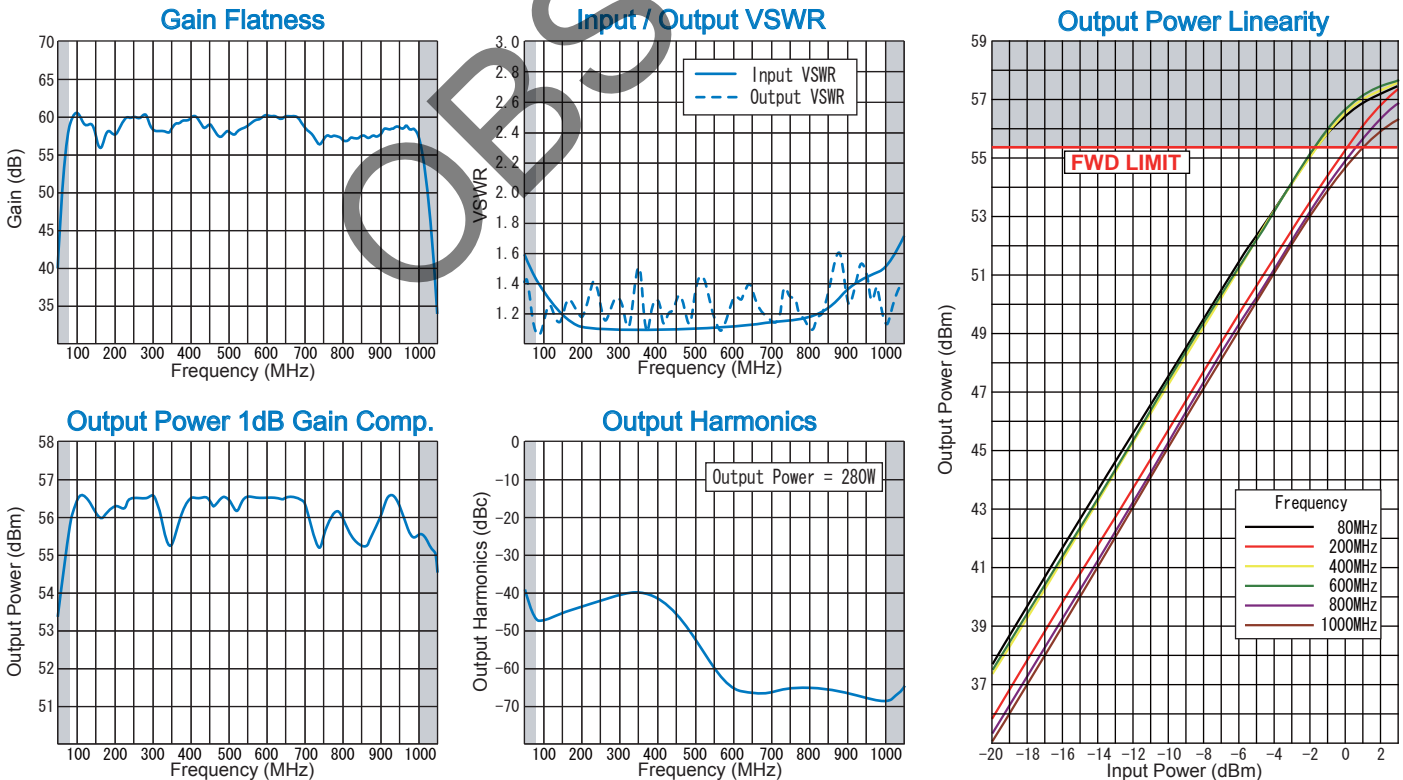 Gain Flatness
70
65
60
55
50
45
40
35
Gain (dB)
100 200 300 400 500 600 700 800 900 1000
Frequency (MHz)
Input / Output VSWR
3.0
2.8
2.6
2.4
2.2
2.0
1.8
1.6
1.4
1.2
VSWR
Input VSWR
Output VSWR
100 200 300 400 500 600 700 800 900 1000
Frequency (MHz)
OBS
Output Power 1dB Gain Comp.
58
57
56
55
54
53
52
51
Output Power (dBm)
100 200 300 400 500 600 700 800 900 1000
Frequency (MHz)
Output Harmonics
0
-10
-20
-30
-40
-50
-60
-70
Output Harmonics (dBc)
Output Power = 280W
100 200 300 400 500 600 700 800 900 1000
Frequency (MHz)
Output Power Linearity
59
57
55
53
51
49
47
45
43
41
39
37
Output Power (dBm)
FWD LIMIT
Frequency
80MHz
200MHz
400MHz
600MHz
800MHz
1000MHz
-20 -18 -16 -14 -12 -10 -8 -6 -4 -2 0 2
Input Power (dBm)